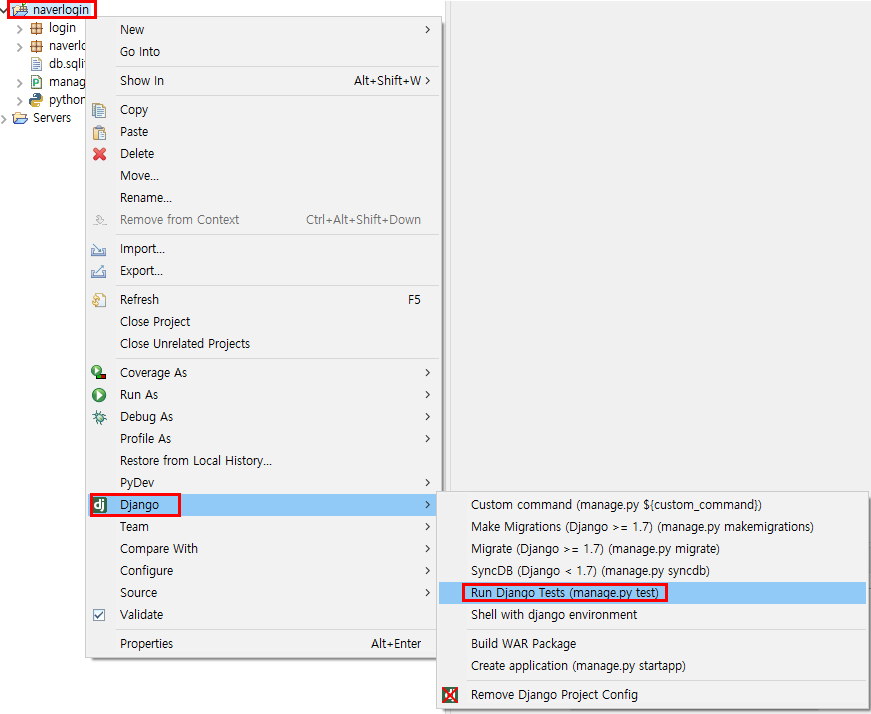 naverlogin
login
naverlo
db.sqli
manag
python
Servers
New
Go Into
Show In Alt+Shift+W
Copy
Paste
Delete
Move...
Rename...
Remove from Context Ctrl+Alt+Shift+Down
Import...
Export...
Refresh F5
Close Project
Close Unrelated Projects
Coverage As
Run As
Debug As
Profile As
Restore from Local History...
PyDev
dj Django
Team
Compare With
Configure
Source
Validate
Properties Alt+Enter
Custom command (manage.py ${custom_command})
Make Migrations (Django >= 1.7) (manage.py makemigrations)
Migrate (Django >= 1.7) (manage.py migrate)
SyncDB (Django < 1.7) (manage.py syncdb)
Run Django Tests (manage.py test)
Shell with django environment
Build WAR Package
Create application (manage.py startapp)
Remove Django Project Config